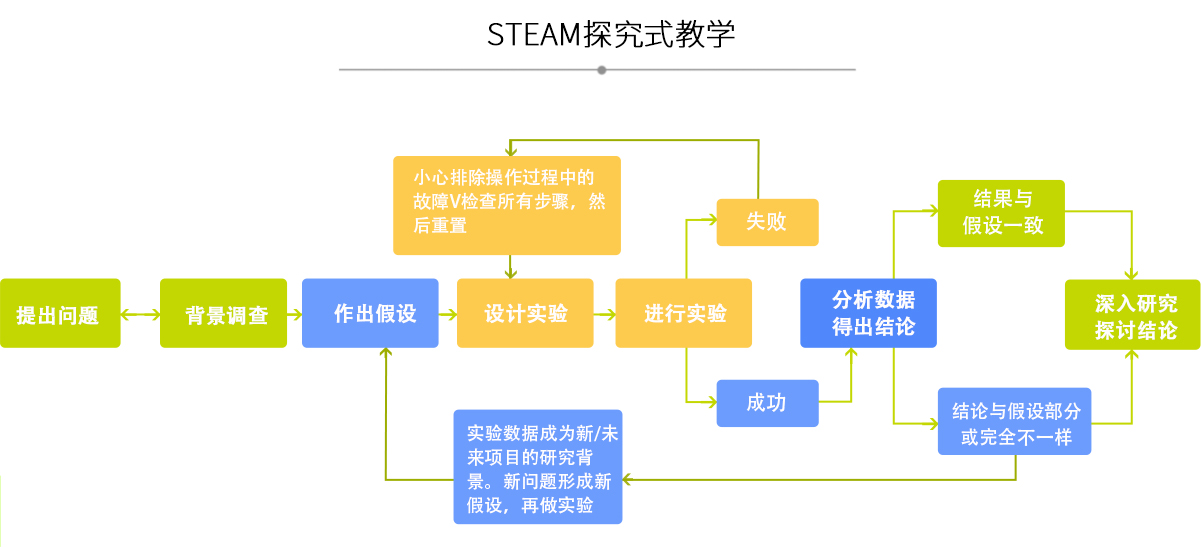 STEAM探究式教学
小心排除操作过程中的
故障V检查所有步骤，然
后重置
失败
结果与
假设一致
提出问题
背景调查
作出假设
设计实验
进行实验
分析数据
得出结论
深入研究
探讨结论
成功
结论与假设部分
或完全不一样
实验数据成为新/未
来项目的研究背
景。新问题形成新
假设，再做实验